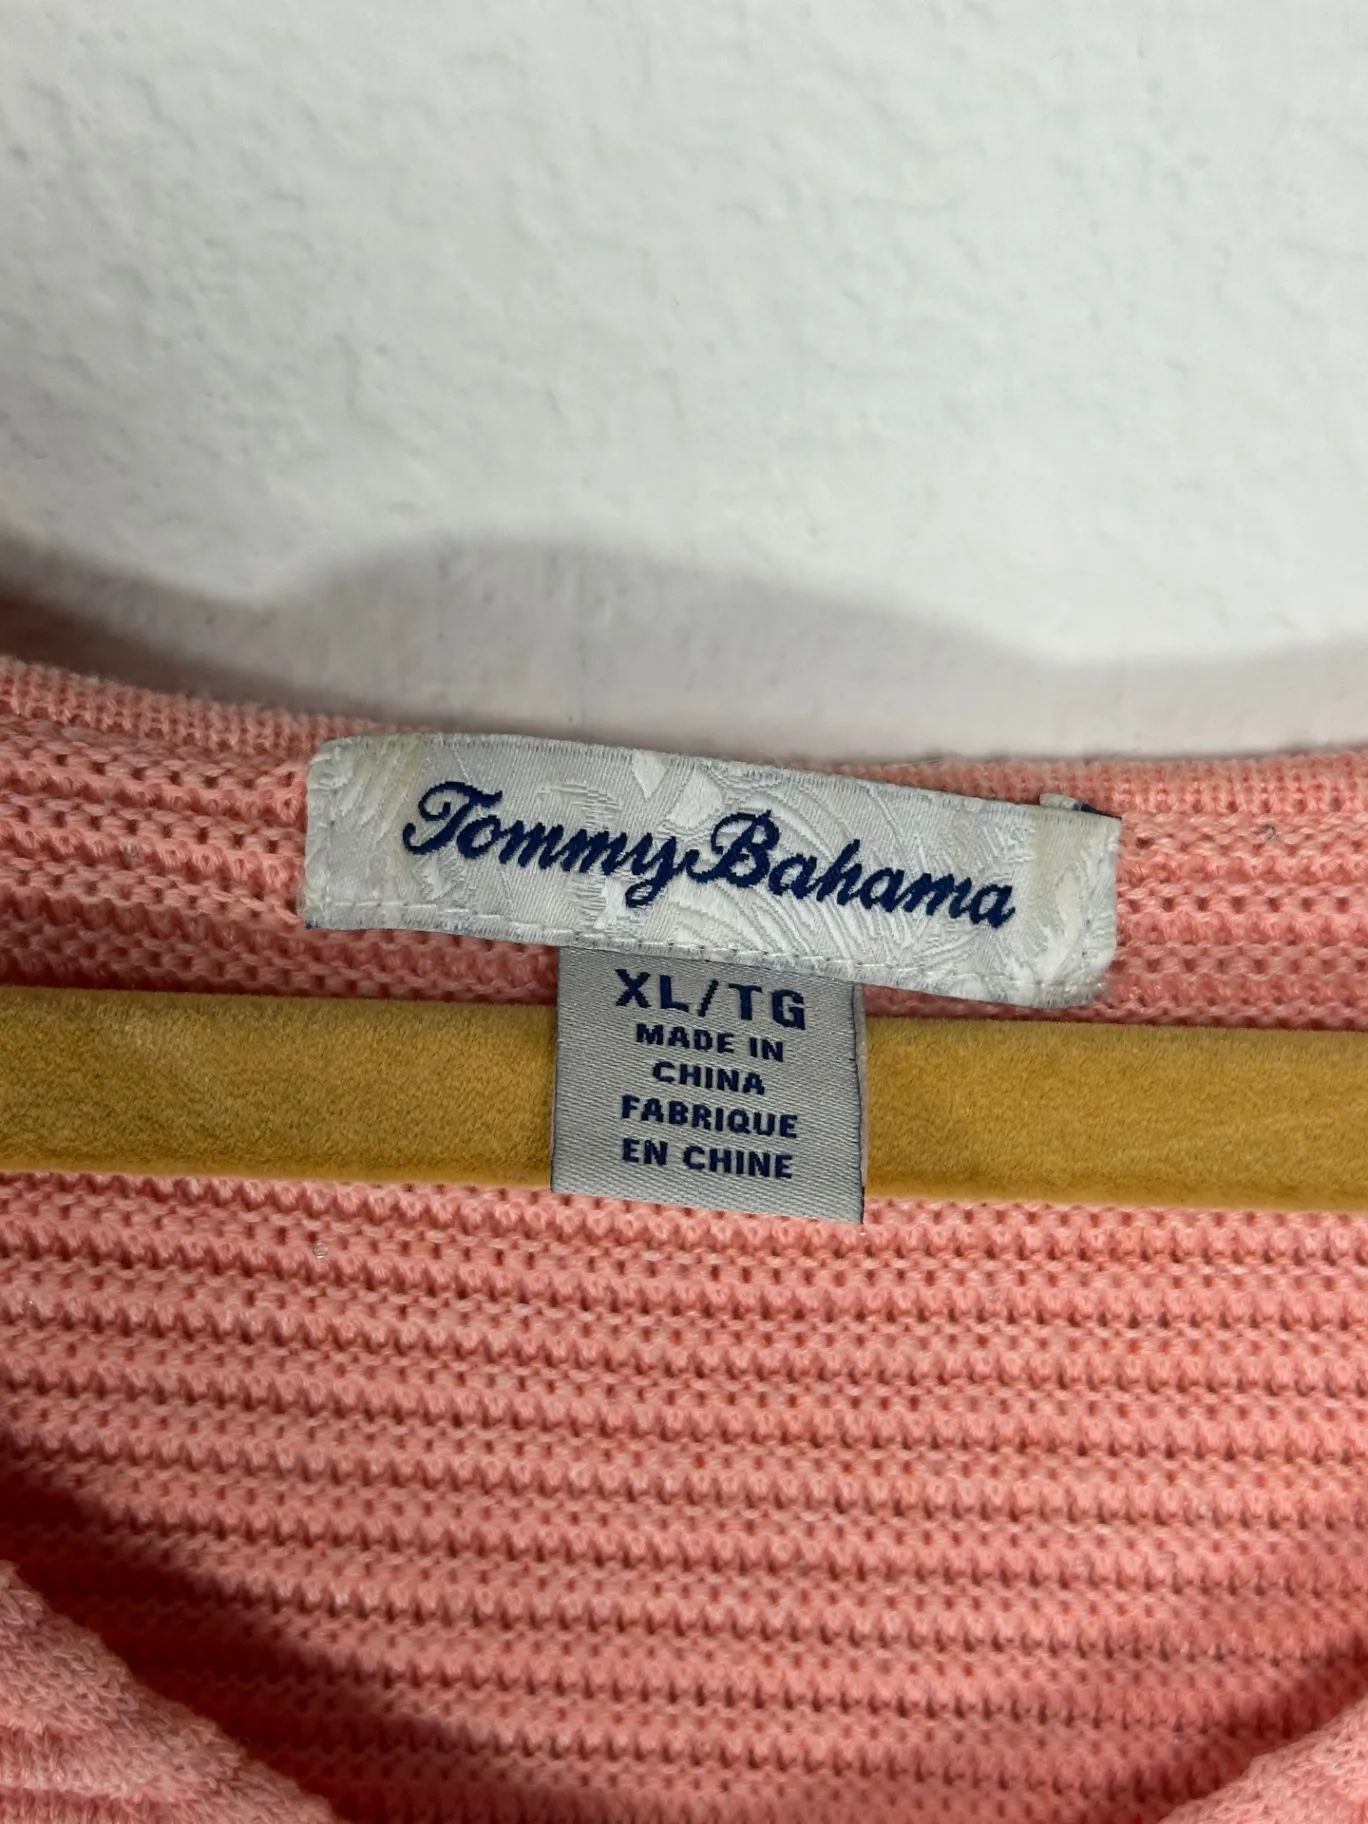 Tommy Bahama
XL/TG
MADE IN
CHINA
FABRIQUE
EN CHINE